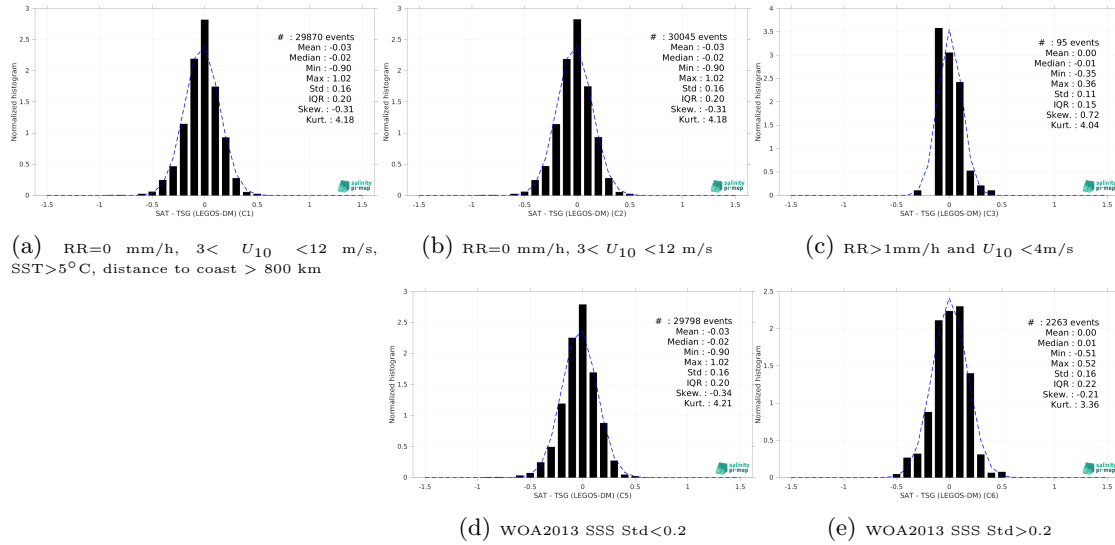 3
2.5
2
1.5
1
0.5
0
Normalized histogram
# : 29870 events
Mean : -0.03
Median : -0.02
Min : -0.90
Max : 1.02
Std : 0.16
IQR : 0.20
Skew. : -0.31
Kurt. : 4.18
salinity
pi-mep
-1.5 -1 -0.5 0 0.5 1 1.5
SAT - TSG (LEGOS-DM) (C1)
(a) RR=0 mm/h, 3< U10 <12 m/s,
SST>5°C, distance to coast > 800 km
3
2.5
2
1.5
1
0.5
0
Normalized histogram
# : 30045 events
Mean : -0.03
Median : -0.02
Min : -0.90
Max : 1.02
Std : 0.16
IQR : 0.20
Skew. : -0.31
Kurt. : 4.18
salinity
pi-mep
-1.5 -1 -0.5 0 0.5 1 1.5
SAT - TSG (LEGOS-DM) (C2)
(b) RR=0 mm/h, 3< U10 <12 m/s
4
3.5
3
2.5
2
1.5
1
0.5
0
Normalized histogram
# : 95 events
Mean : 0.00
Median : -0.01
Min : -0.35
Max : 0.36
Std : 0.11
IQR : 0.15
Skew. : 0.72
Kurt. : 4.04
salinity
pi-mep
-1.5 -1 -0.5 0 0.5 1 1.5
SAT - TSG (LEGOS-DM) (C3)
(c) RR>1mm/h and U10 <4m/s
3
2.5
2
1.5
1
0.5
0
Normalized histogram
# : 29798 events
Mean : -0.03
Median : -0.02
Min : -0.90
Max : 1.02
Std : 0.16
IQR : 0.20
Skew. : -0.34
Kurt. : 4.21
salinity
pi-mep
-1.5 -1 -0.5 0 0.5 1 1.5
SAT - TSG (LEGOS-DM) (C5)
(d) WOA2013 SSS Std<0.2
2.5
2
1.5
1
0.5
0
Normalized histogram
# : 2263 events
Mean : 0.00
Median : 0.01
Min : -0.51
Max : 0.52
Std : 0.16
IQR : 0.22
Skew. : -0.21
Kurt. : 3.36
salinity
pi-mep
-1.5 -1 -0.5 0 0.5 1 1.5
SAT - TSG (LEGOS-DM) (C6)
(e) WOA2013 SSS Std>0.2